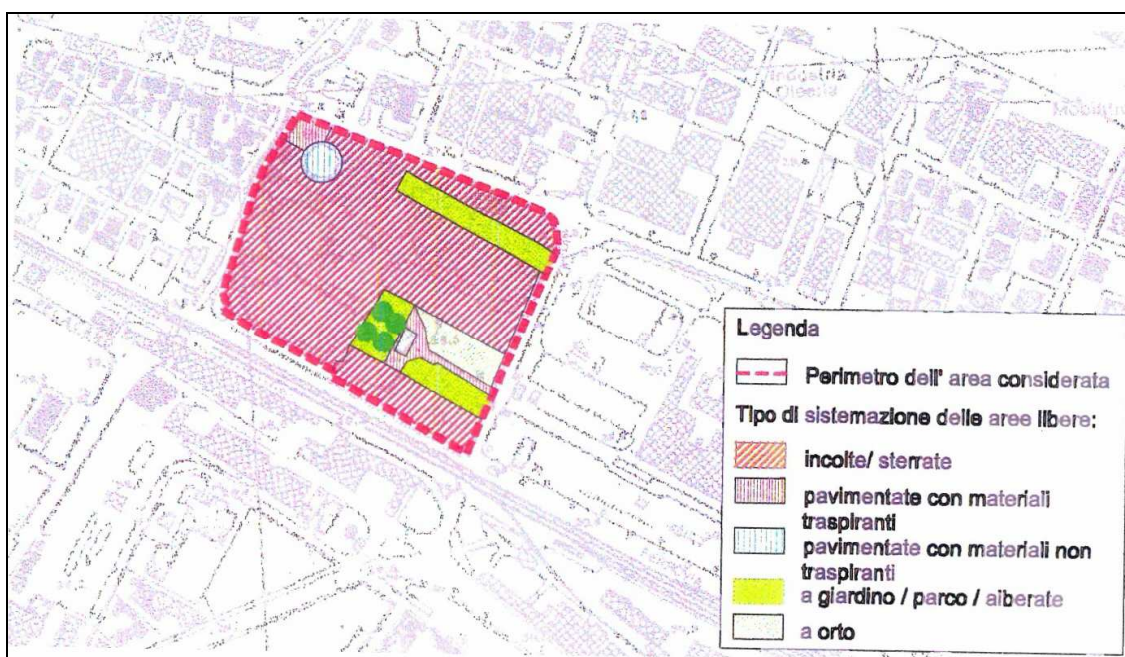 Industria
Legenda
Perimetro dell' area considerata
Tipo di sistemazione delle aree libere:
incolte/ sterrate
pavimentate con materiali
traspiranti
pavimentate con materiali non
traspiranti
a giardino / parco / alberate
a orto